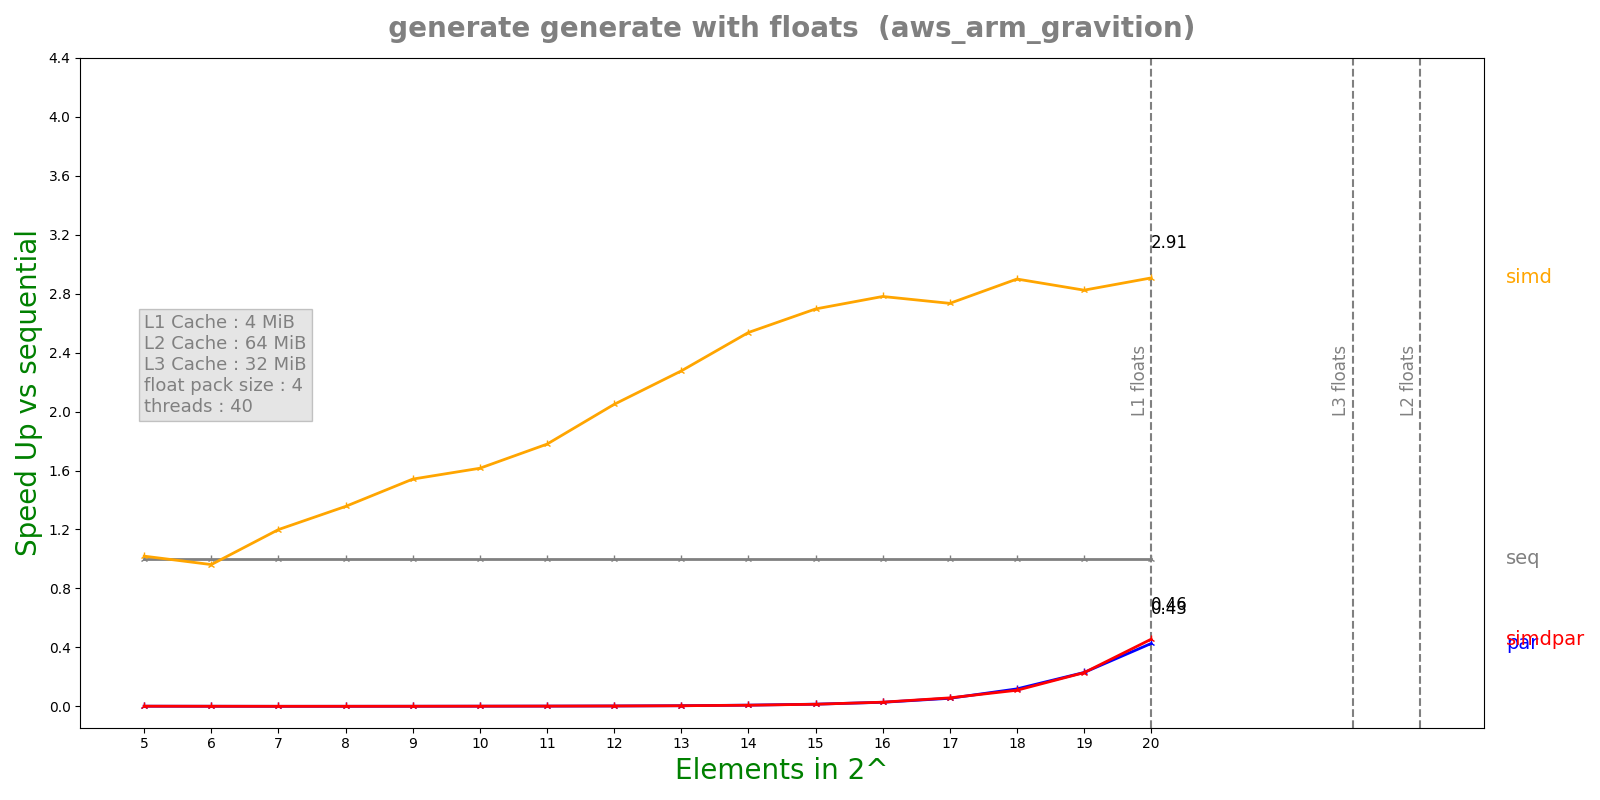 generate generate with floats (aws_arm_gravition)
Speed Up vs sequential
4.4
4.0
3.6
3.2
2.8
2.4
2.0
1.6
1.2
0.8
0.4
0.0
L1 Cache : 4 MiB
L2 Cache : 64 MiB
L3 Cache : 32 MiB
float pack size : 4
threads : 40
2.91
0.46
0.43
L1 floats
L3 floats
L2 floats
simd
seq
simdpar
par
5 6 7 8 9 10 11 12 13 14 15 16 17 18 19 20
Elements in 2^